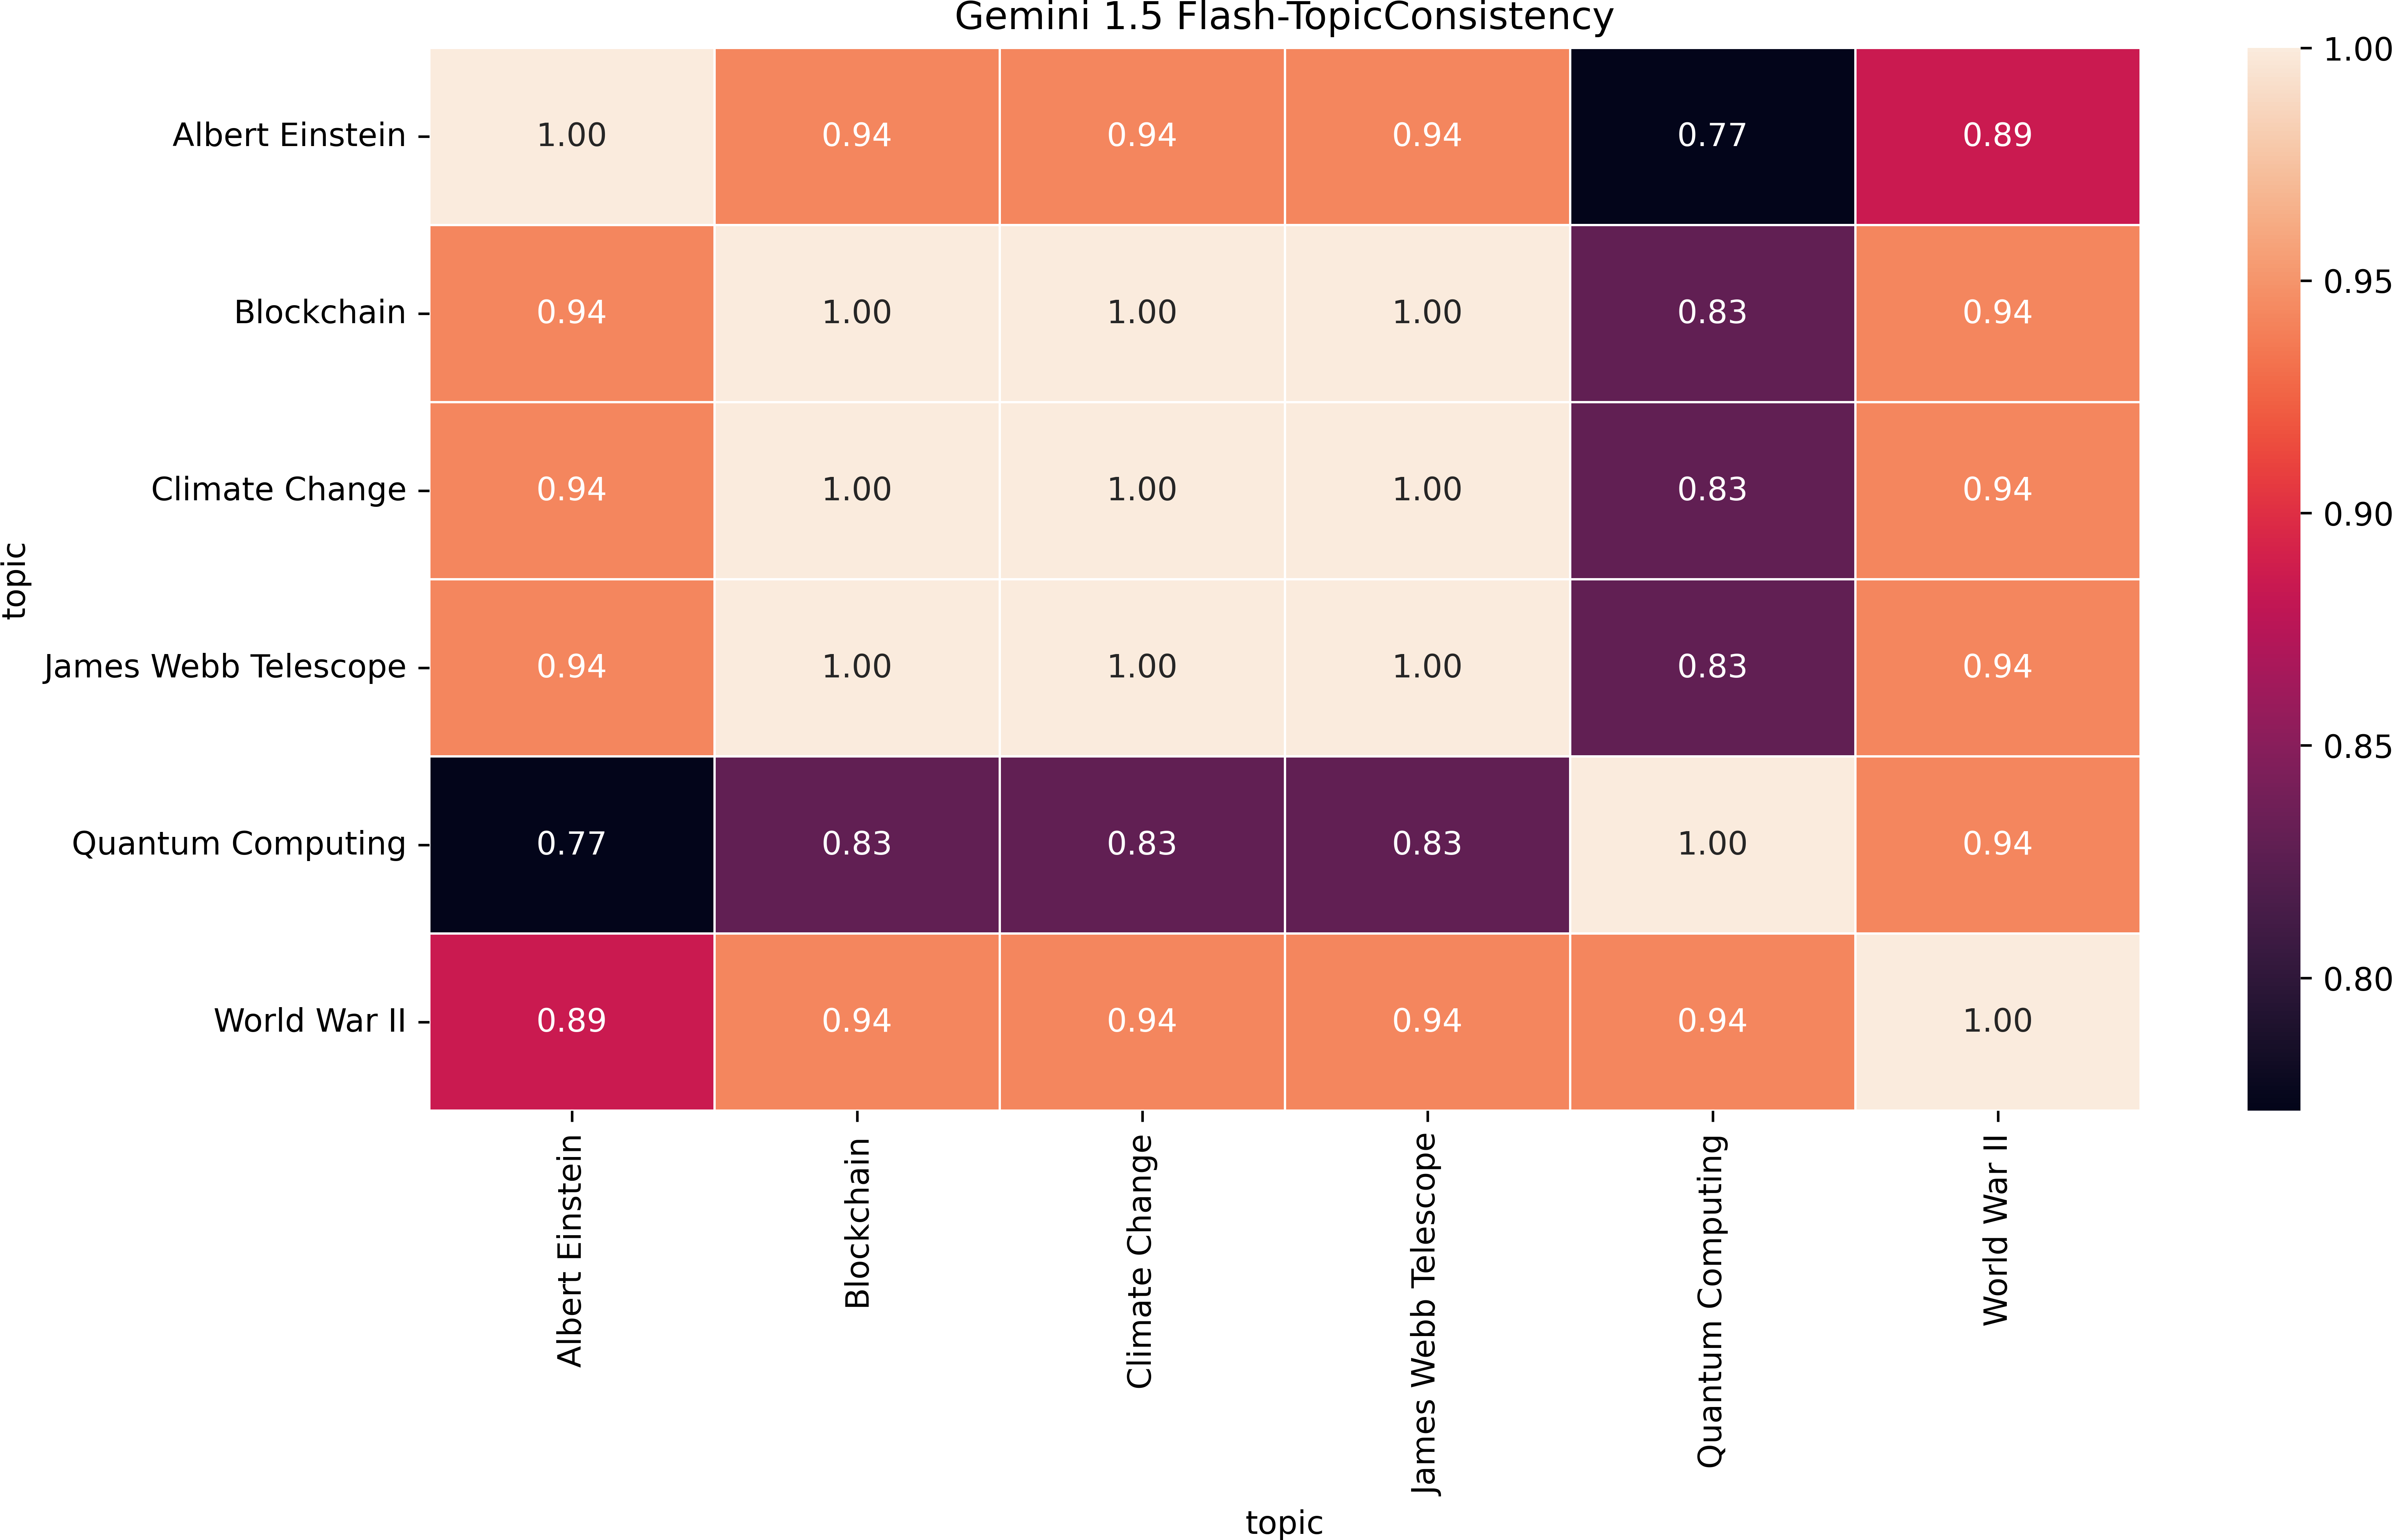 Gemini 1.5 Flash-TopicConsistency
Albert Einstein 1.00 0.94 0.94 0.94 0.77 0.89
Blockchain 0.94 1.00 1.00 1.00 0.83 0.94
Climate Change 0.94 1.00 1.00 1.00 0.83 0.94
James Webb Telescope 0.94 1.00 1.00 1.00 0.83 0.94
Quantum Computing 0.77 0.83 0.83 0.83 1.00 0.94
World War II 0.89 0.94 0.94 0.94 0.94 1.00
topic
Albert Einstein
Blockchain
Climate Change
James Webb Telescope
Quantum Computing
World War II
topic
1.00
0.95
0.90
0.85
0.80